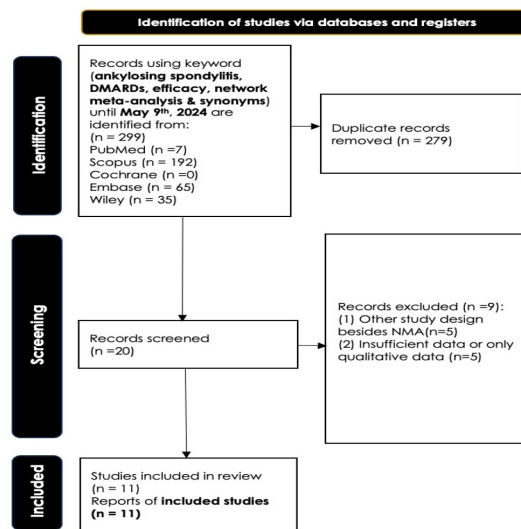 Identification of studies via databases and registers
Identification
Records using keyword
(ankylosing spondylitis,
DMARDs, efficacy, network
meta-analysis & synonyms)
until May 9th, 2024 are
identified from:
(n = 299)
PubMed (n =7)
Scopus (n = 192)
Cochrane (n =0)
Embase (n = 65)
Wiley (n = 35)
Duplicate records
removed (n = 279)
Screening
Records screened
(n =20)
Records excluded (n =9):
(1) Other study design
besides NMA(n=5)
(2) Insufficient data or only
qualitative data (n=5)
Included
Studies included in review
(n = 11)
Reports of included studies
(n = 11)